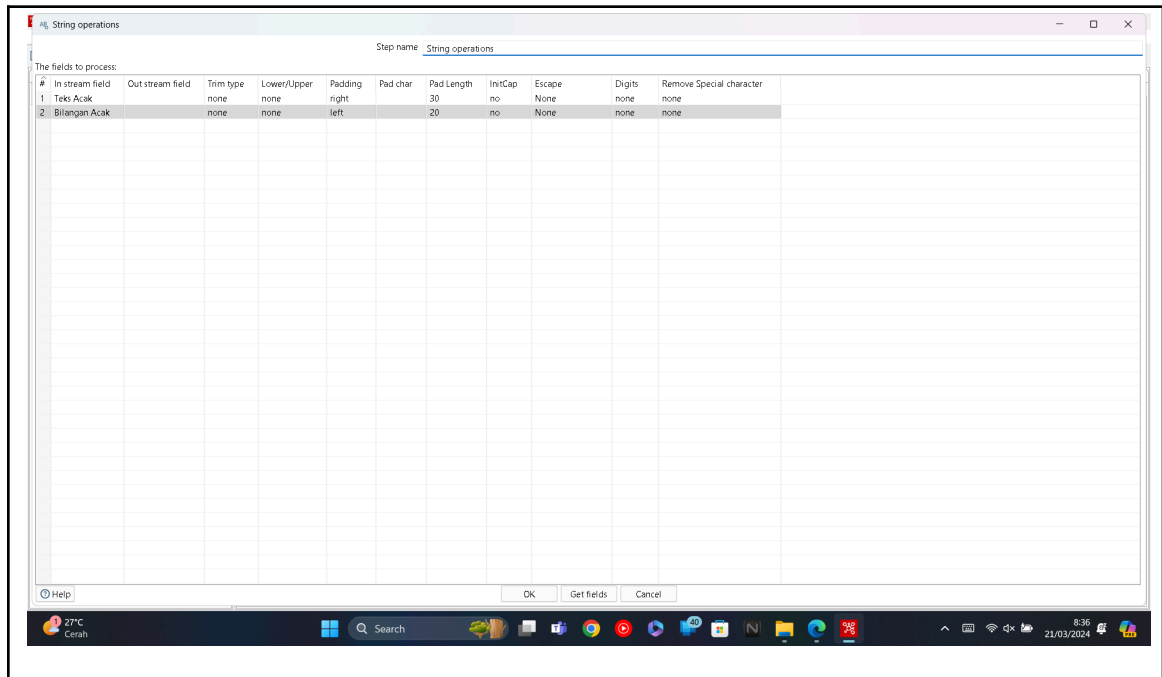 String operations
Step name String operations
The fields to process:
# In stream field Out stream field Trim type Lower/Upper Padding Pad char Pad Length InitCap Escape Digits Remove Special character
1 Teks Acak none none right 30 no None none none
2 Bilangan Acak none none left 20 no None none none
Help OK Get fields Cancel
1 27°C Search 40 8:36
Cerah 21/03/2024
PRE